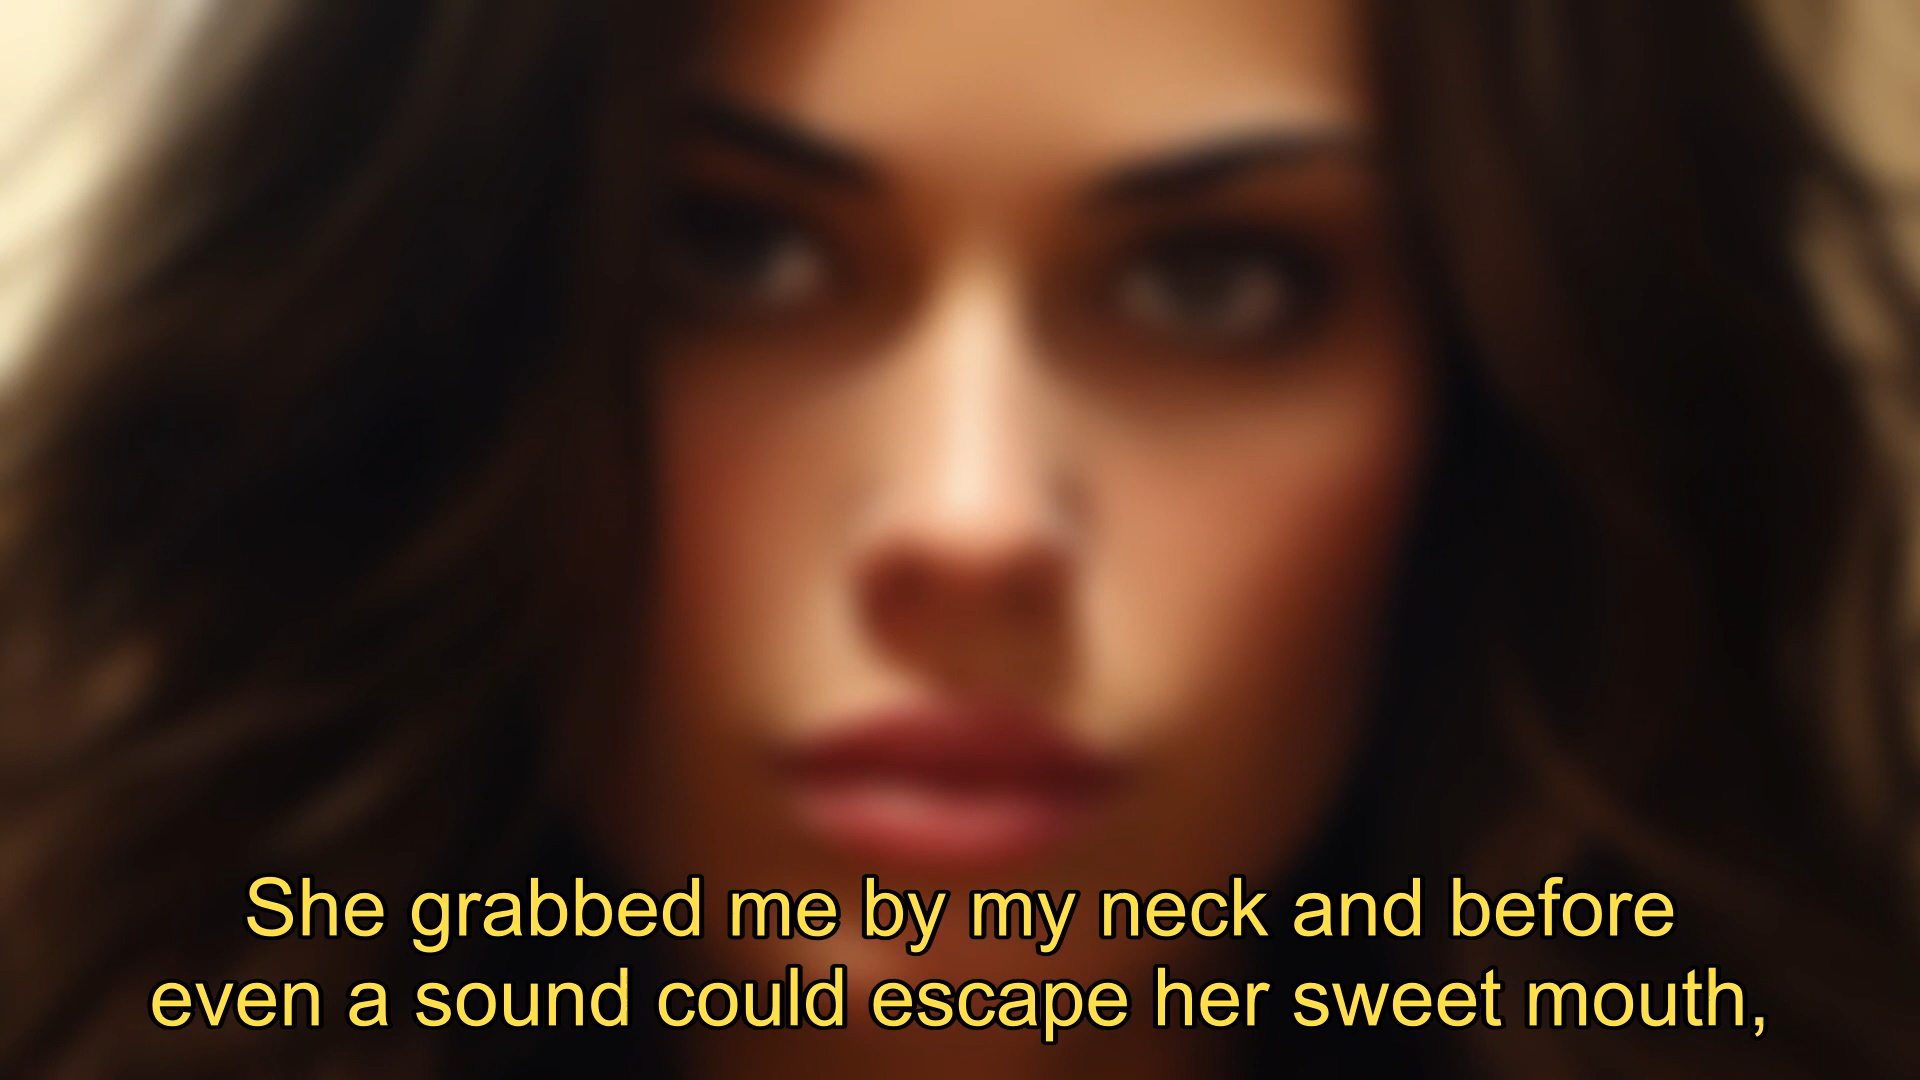 She grabbed me by my neck and before
even a sound could escape her sweet mouth,